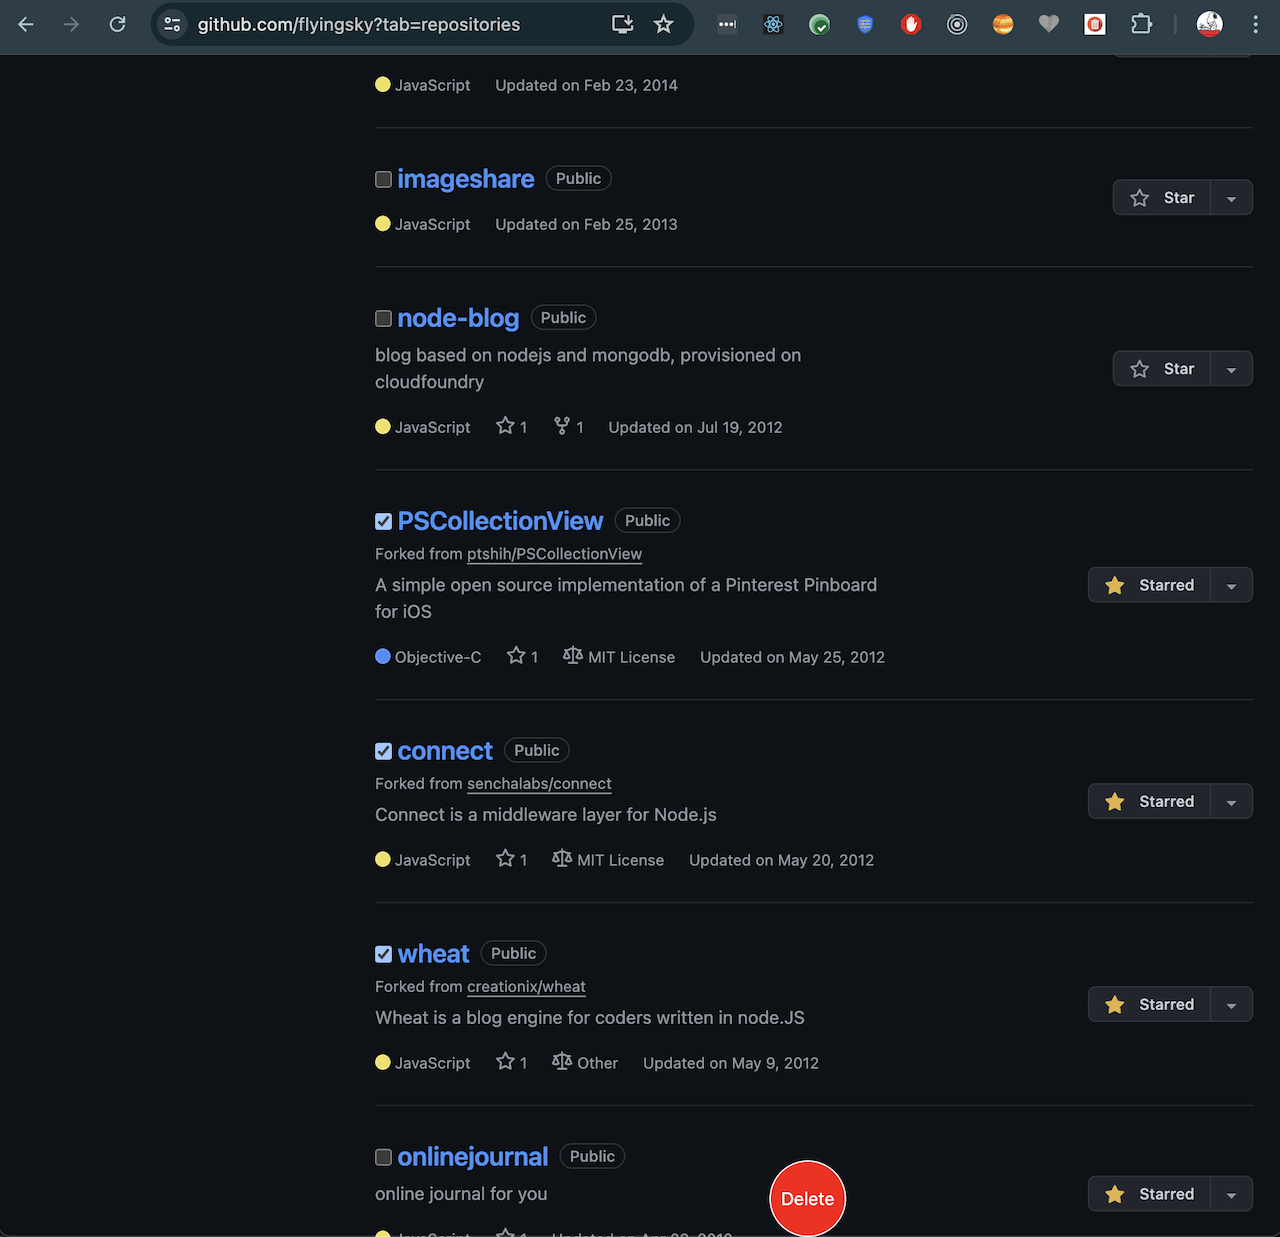 github.com/flyingsky?tab=repositories
JavaScript Updated on Feb 23, 2014
imageshare Public
Star
JavaScript Updated on Feb 25, 2013
node-blog Public
blog based on nodejs and mongodb, provisioned on
cloudfoundry
Star
JavaScript 1 1 Updated on Jul 19, 2012
PSCollectionView Public
Forked from ptshih/PSCollectionView
A simple open source implementation of a Pinterest Pinboard
for iOS
Starred
Objective-C 1 MIT License Updated on May 25, 2012
connect Public
Forked from senchalabs/connect
Connect is a middleware layer for Node.js
Starred
JavaScript 1 MIT License Updated on May 20, 2012
wheat Public
Forked from creationix/wheat
Wheat is a blog engine for coders written in node.JS
Starred
JavaScript 1 Other Updated on May 9, 2012
onlinejournal Public
online journal for you
Starred
Delete
JavaScript 1 Updated on